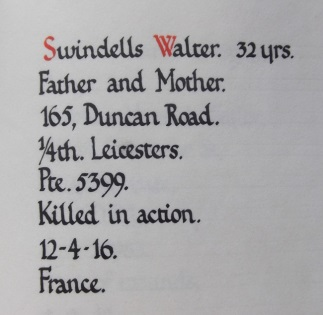 Swindells Walter. 32 yrs.
Father and Mother.
165, Duncan Road.
1/4th. Leicesters.
Pte. 5399.
Killed in action.
12-4-16.
France.